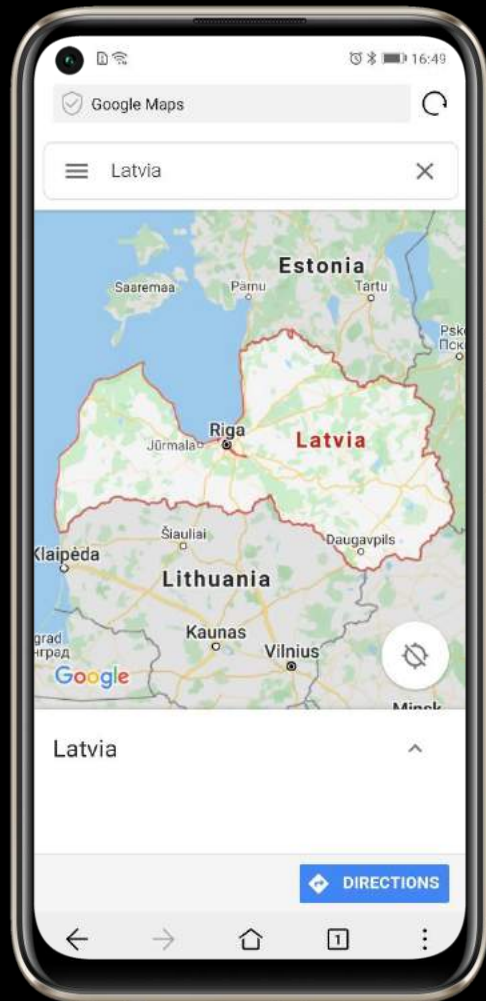 16:49
Google Maps
Latvia
Estonia
Saaremaa
Pärnu
Tartu
Psk
Пск
Riga
Jūrmala
Latvia
Šiauliai
Daugavpils
Klaipėda
Lithuania
Kaunas
grad
нград
Vilnius
Google
Minsk
Latvia
DIRECTIONS
1